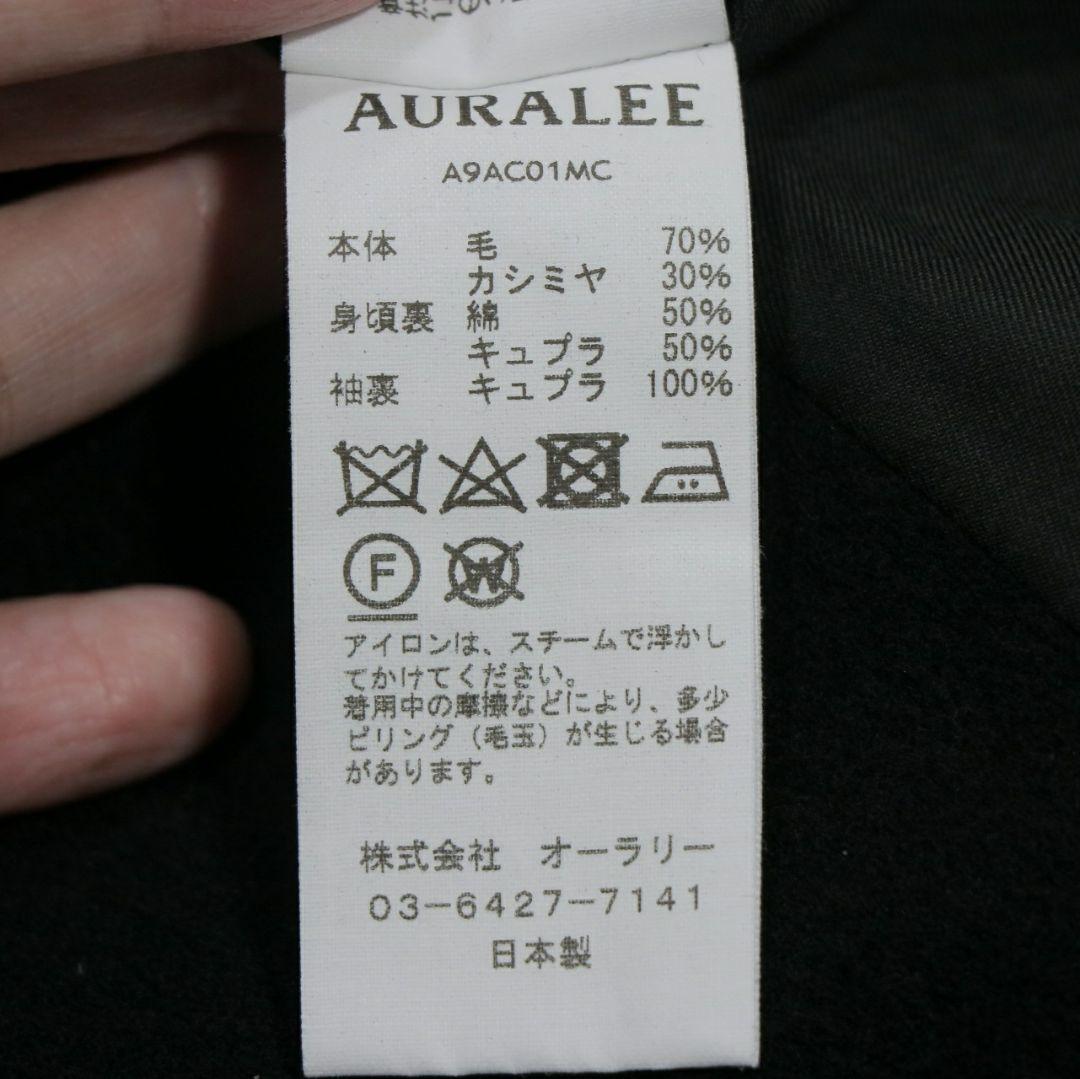 AURALEE
A9AC01MC
本体 毛 70%
カシミヤ 30%
身頃裏 綿 50%
キュプラ 50%
袖裏 キュプラ 100%
F W
アイロンは、スチームで浮かし
てかけてください。
着用中の摩擦などにより、多少
ピリング（毛玉）が生じる場合
があります。
株式会社 オーラリー
03-6427-7141
日本製